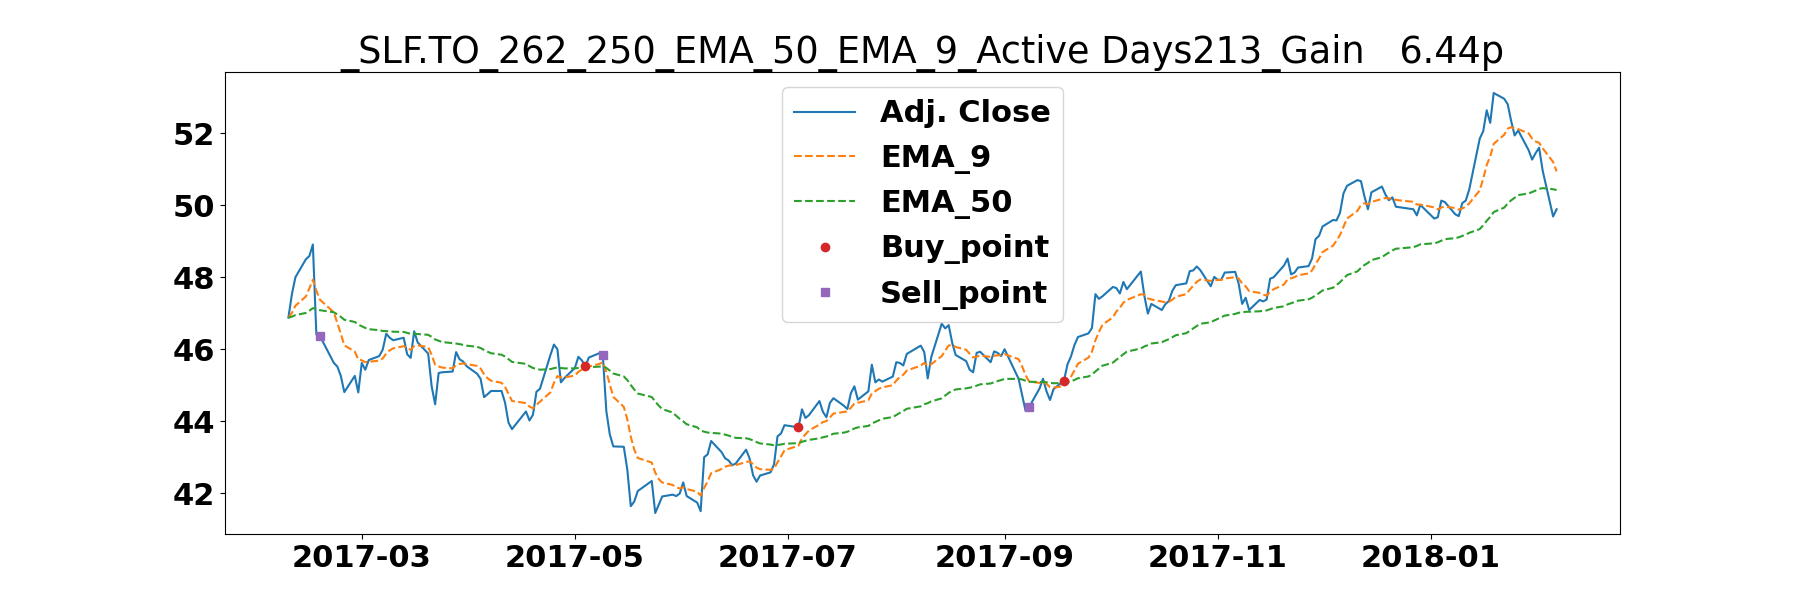 _SLF.TO_262_250_EMA_50_EMA_9_Active Days213_Gain   6.44p
Adj. Close
EMA_9
EMA_50
Buy_point
Sell_point
52
50
48
46
44
42
2017-03 2017-05 2017-07 2017-09 2017-11 2018-01